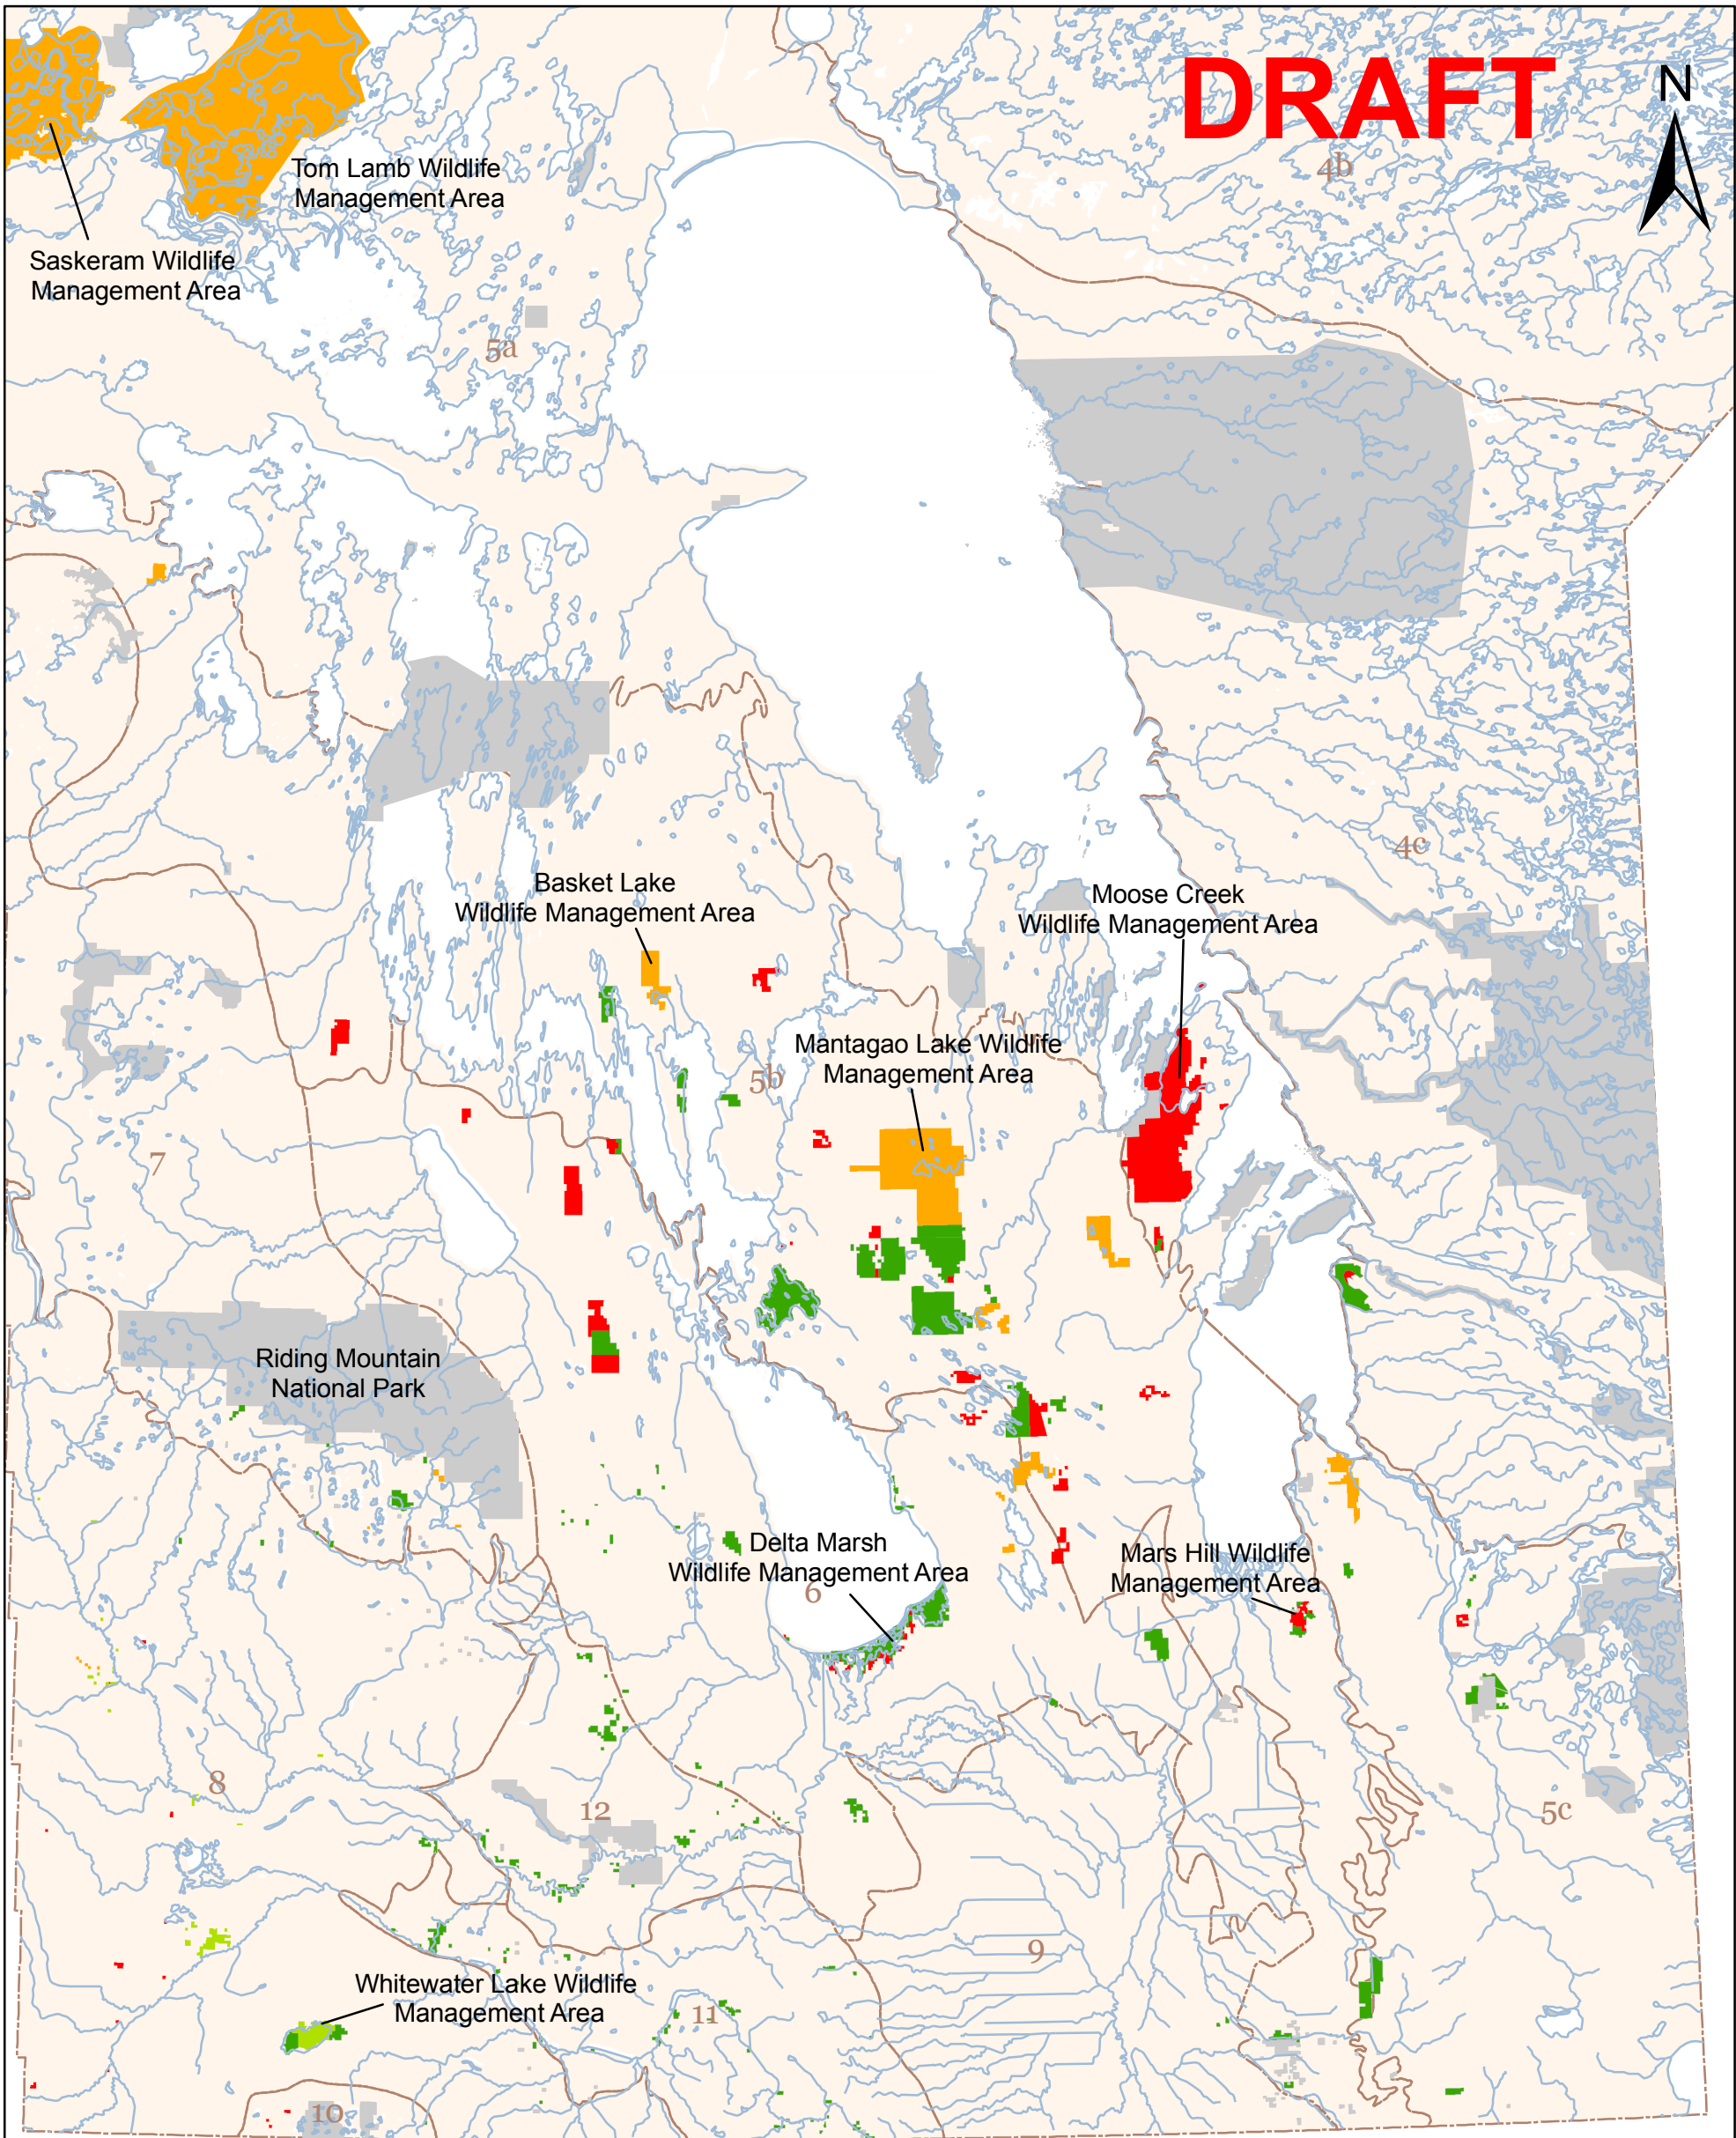 DRAFT
N
4b
Tom Lamb Wildlife
Management Area
Saskeram Wildlife
Management Area
5a
4c
Basket Lake
Wildlife Management Area
Moose Creek
Wildlife Management Area
Mantagao Lake Wildlife
Management Area
5b
7
Riding Mountain
National Park
Delta Marsh
Wildlife Management Area
6
Mars Hill Wildlife
Management Area
8
12
5c
9
Whitewater Lake Wildlife
Management Area
11
10